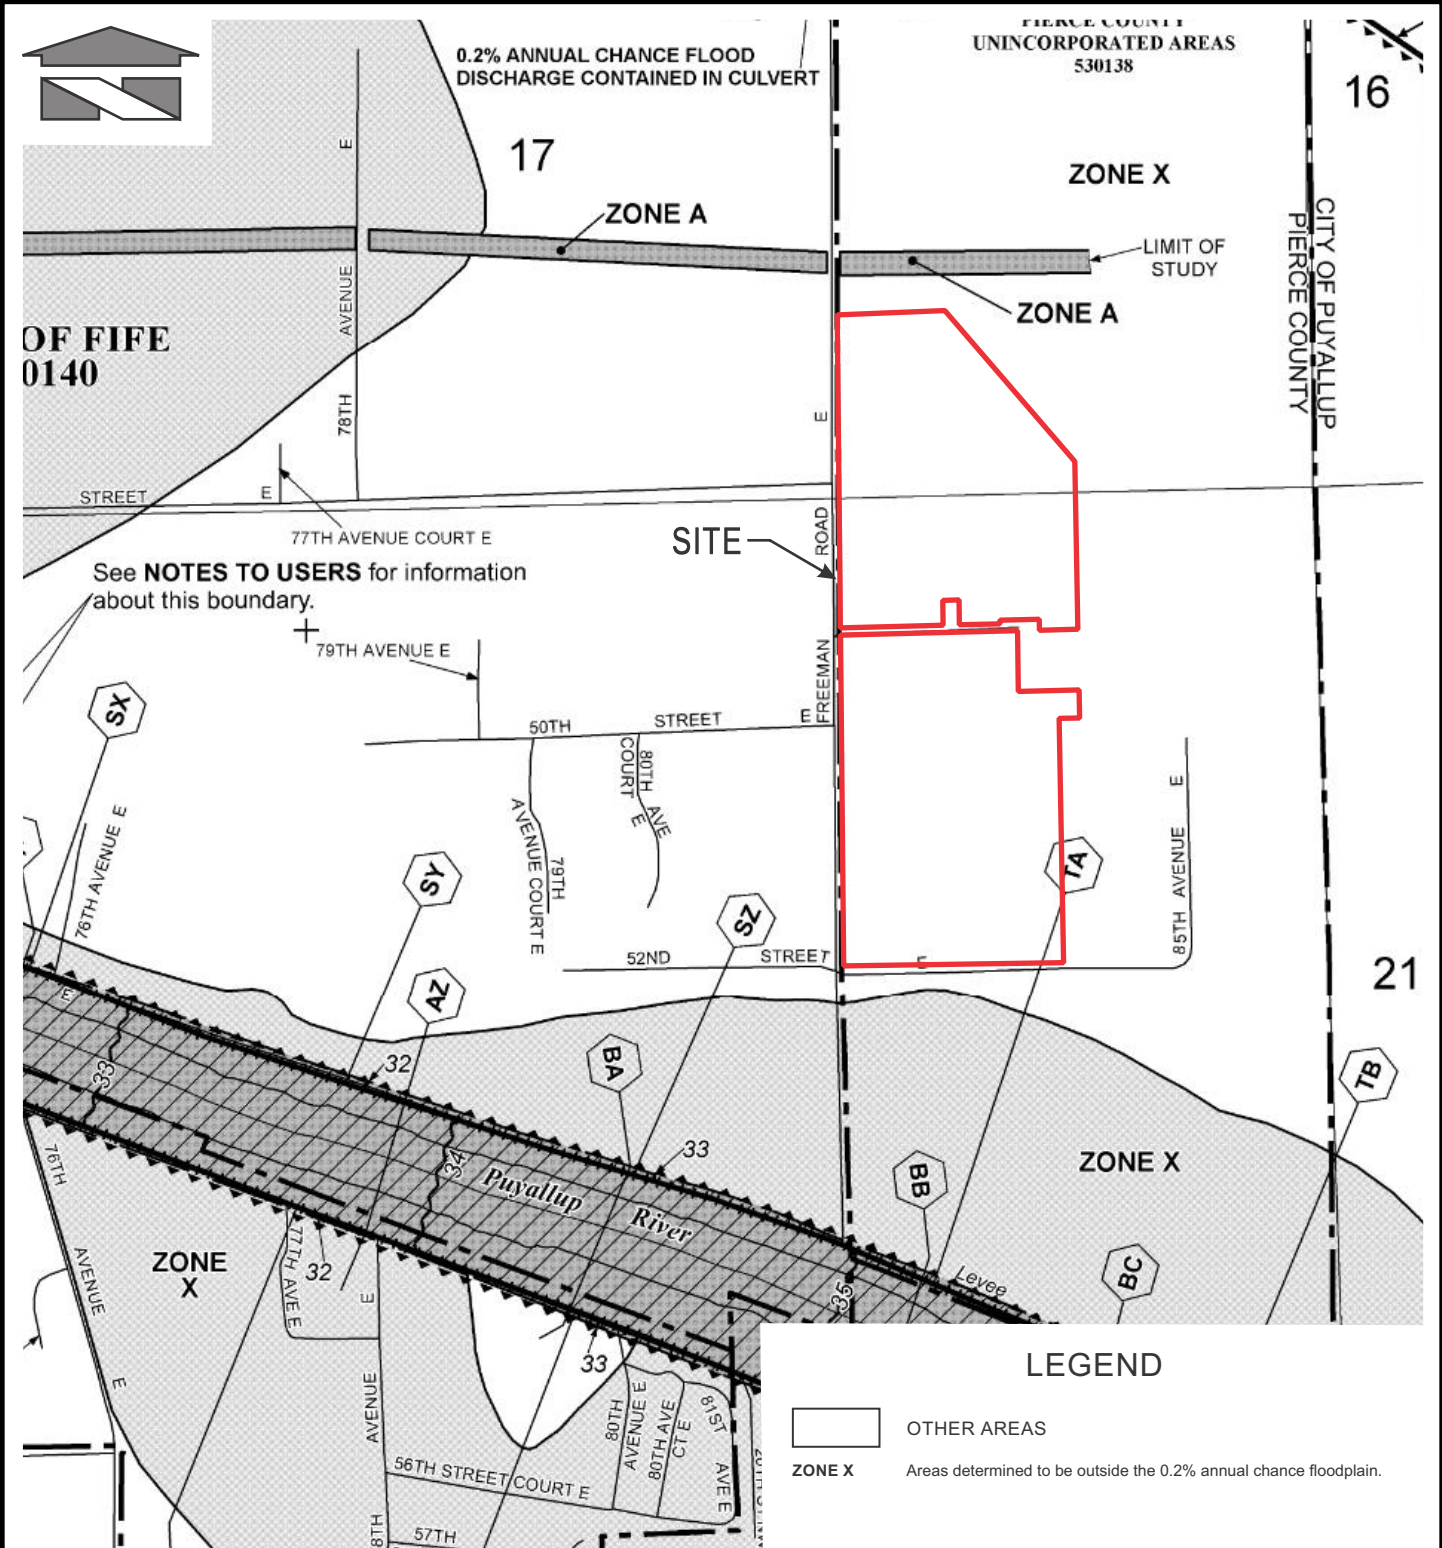 0.2% ANNUAL CHANCE FLOOD
DISCHARGE CONTAINED IN CULVERT
PIERCE COUNTY
UNINCORPORATED AREAS
530138
16
17
ZONE X
ZONE A
LIMIT OF
STUDY
ZONE A
CITY OF PUYALLUP
PIERCE COUNTY
OF FIFE
0140
78TH AVENUE E
STREET E
77TH AVENUE COURT E
See NOTES TO USERS for information
about this boundary.
SITE
FREEMAN ROAD E
79TH AVENUE E
50TH STREET E
80TH AVE
COURT E
79TH
AVENUE COURT E
SX
76TH AVENUE E
SY
SZ
TA
85TH AVENUE E
52ND STREET E
21
AZ
E
BA
TB
33
32
34
33
Puyallup River
BB
ZONE X
BC
Levee
35
76TH AVENUE E
ZONE
X
77TH AVE E
32
33
80TH
AVENUE E
80TH AVE
CT E
81ST
AVE E
78TH AVENUE E
56TH STREET COURT E
57TH
LEGEND
OTHER AREAS
ZONE X Areas determined to be outside the 0.2% annual chance floodplain.